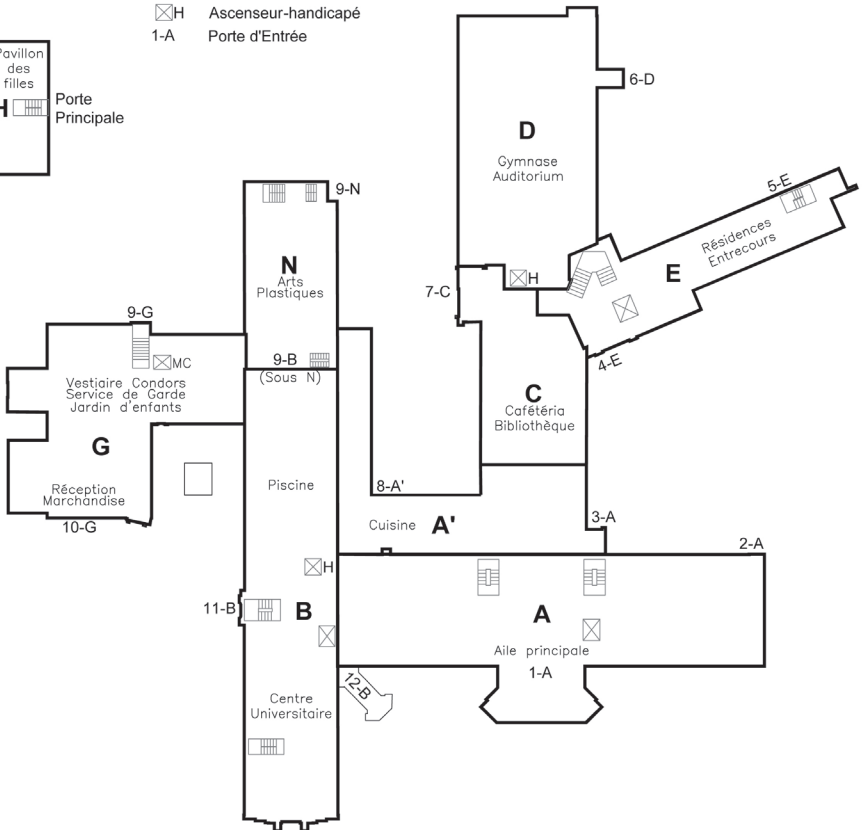 H Ascenseur-handicapé
1-A Porte d'Entrée
Pavillon
des
filles
H
Porte
Principale
6-D
D
Gymnase
Auditorium
5-E
Résidences
Entrecours
E
4-E
9-N
N
Arts
Plastiques
H
7-C
9-G
MC
9-B
(Sous N)
Vestiaire Condors
Service de Garde
Jardin d'enfants
C
Cafétéria
Bibliothèque
G
Réception
Marchandise
10-G
Piscine
8-A'
Cuisine
A'
3-A
2-A
H
11-B
B
A
Aile principale
1-A
12-B
Centre
Universitaire